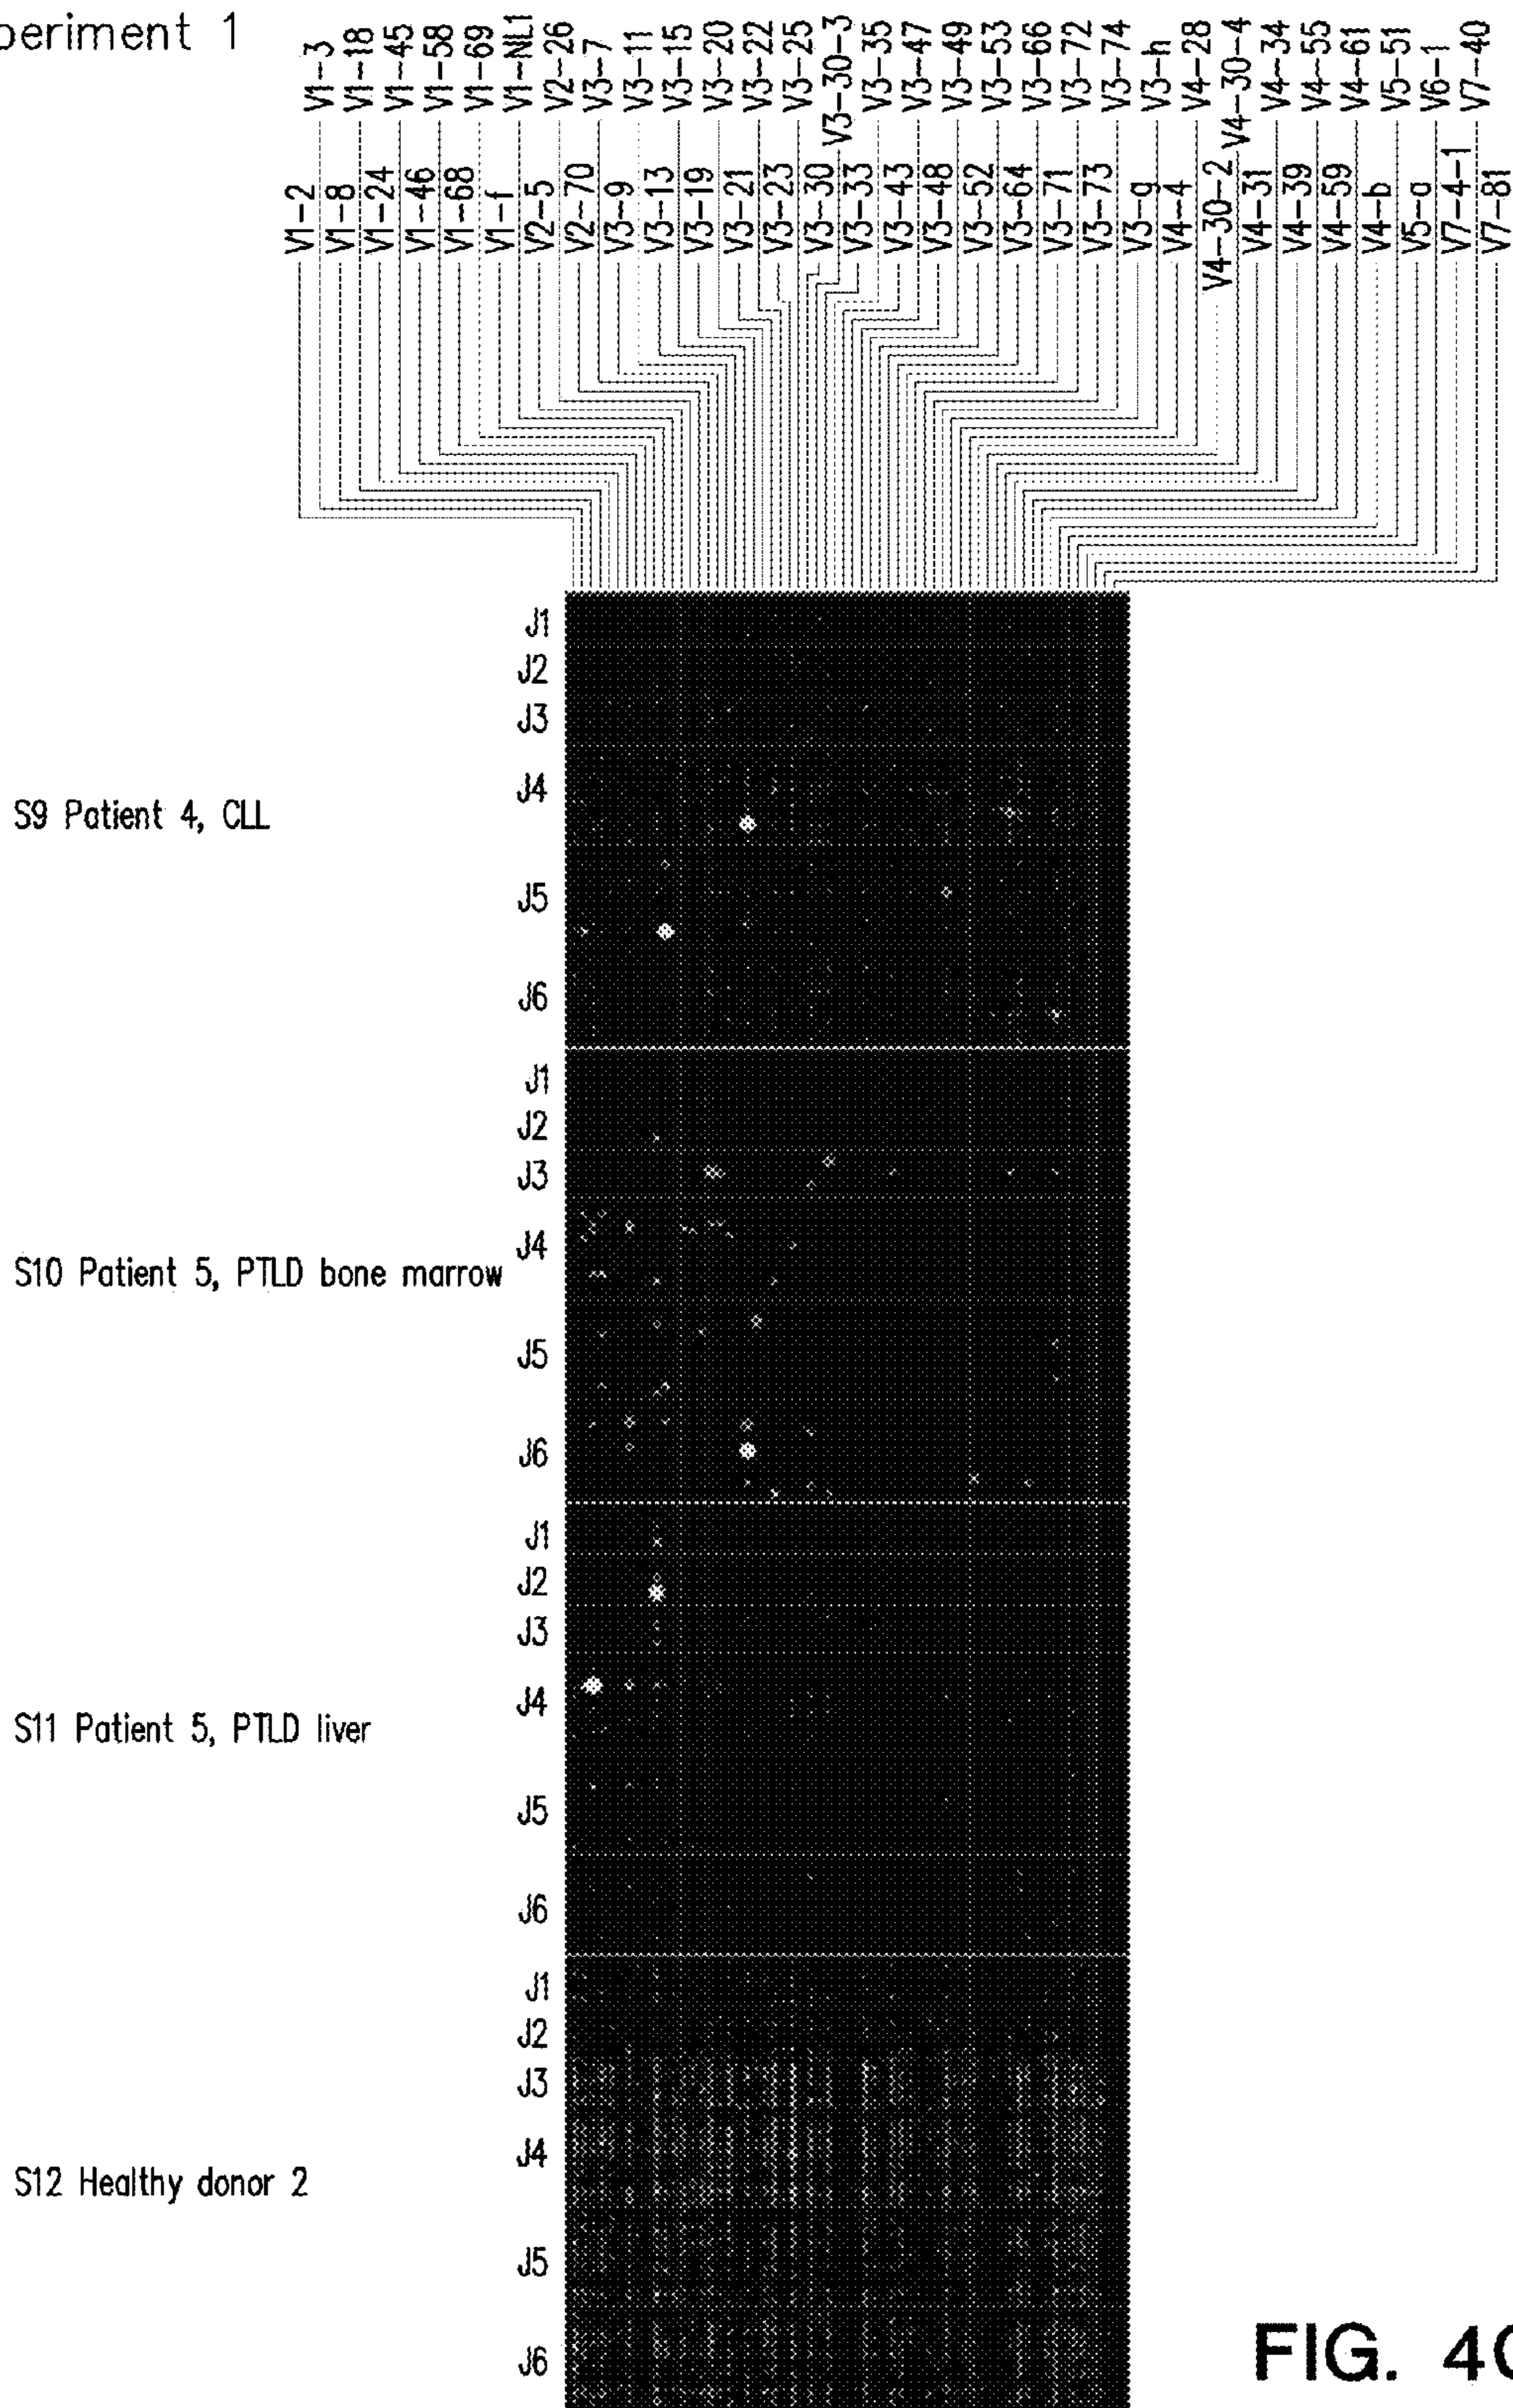 periment 1
V1-3 V1-18 V1-45 V1-58 V1-69 V1-NL1 V2-26 V3-7 V3-11 V3-15 V3-20 V3-22 V3-25 V3-30-3 V3-35 V3-47 V3-49 V3-53 V3-66 V3-72 V3-74 V3-h V4-28 V4-30-4 V4-34 V4-55 V4-61 V5-51 V6-1 V7-40
V1-2 V1-8 V1-24 V1-46 V1-68 V1-f V2-5 V2-70 V3-9 V3-13 V3-19 V3-21 V3-23 V3-30 V3-33 V3-43 V3-48 V3-52 V3-64 V3-71 V3-73 V3-g V4-4 V4-30-2 V4-31 V4-39 V4-59 V4-b V5-a V7-4-1 V7-81
J1
J2
J3
J4
S9 Patient 4, CLL
J5
J6
J1
J2
J3
J4
S10 Patient 5, PTLD bone marrow
J5
J6
J1
J2
J3
J4
S11 Patient 5, PTLD liver
J5
J6
J1
J2
J3
J4
S12 Healthy donor 2
J5
J6
FIG. 4